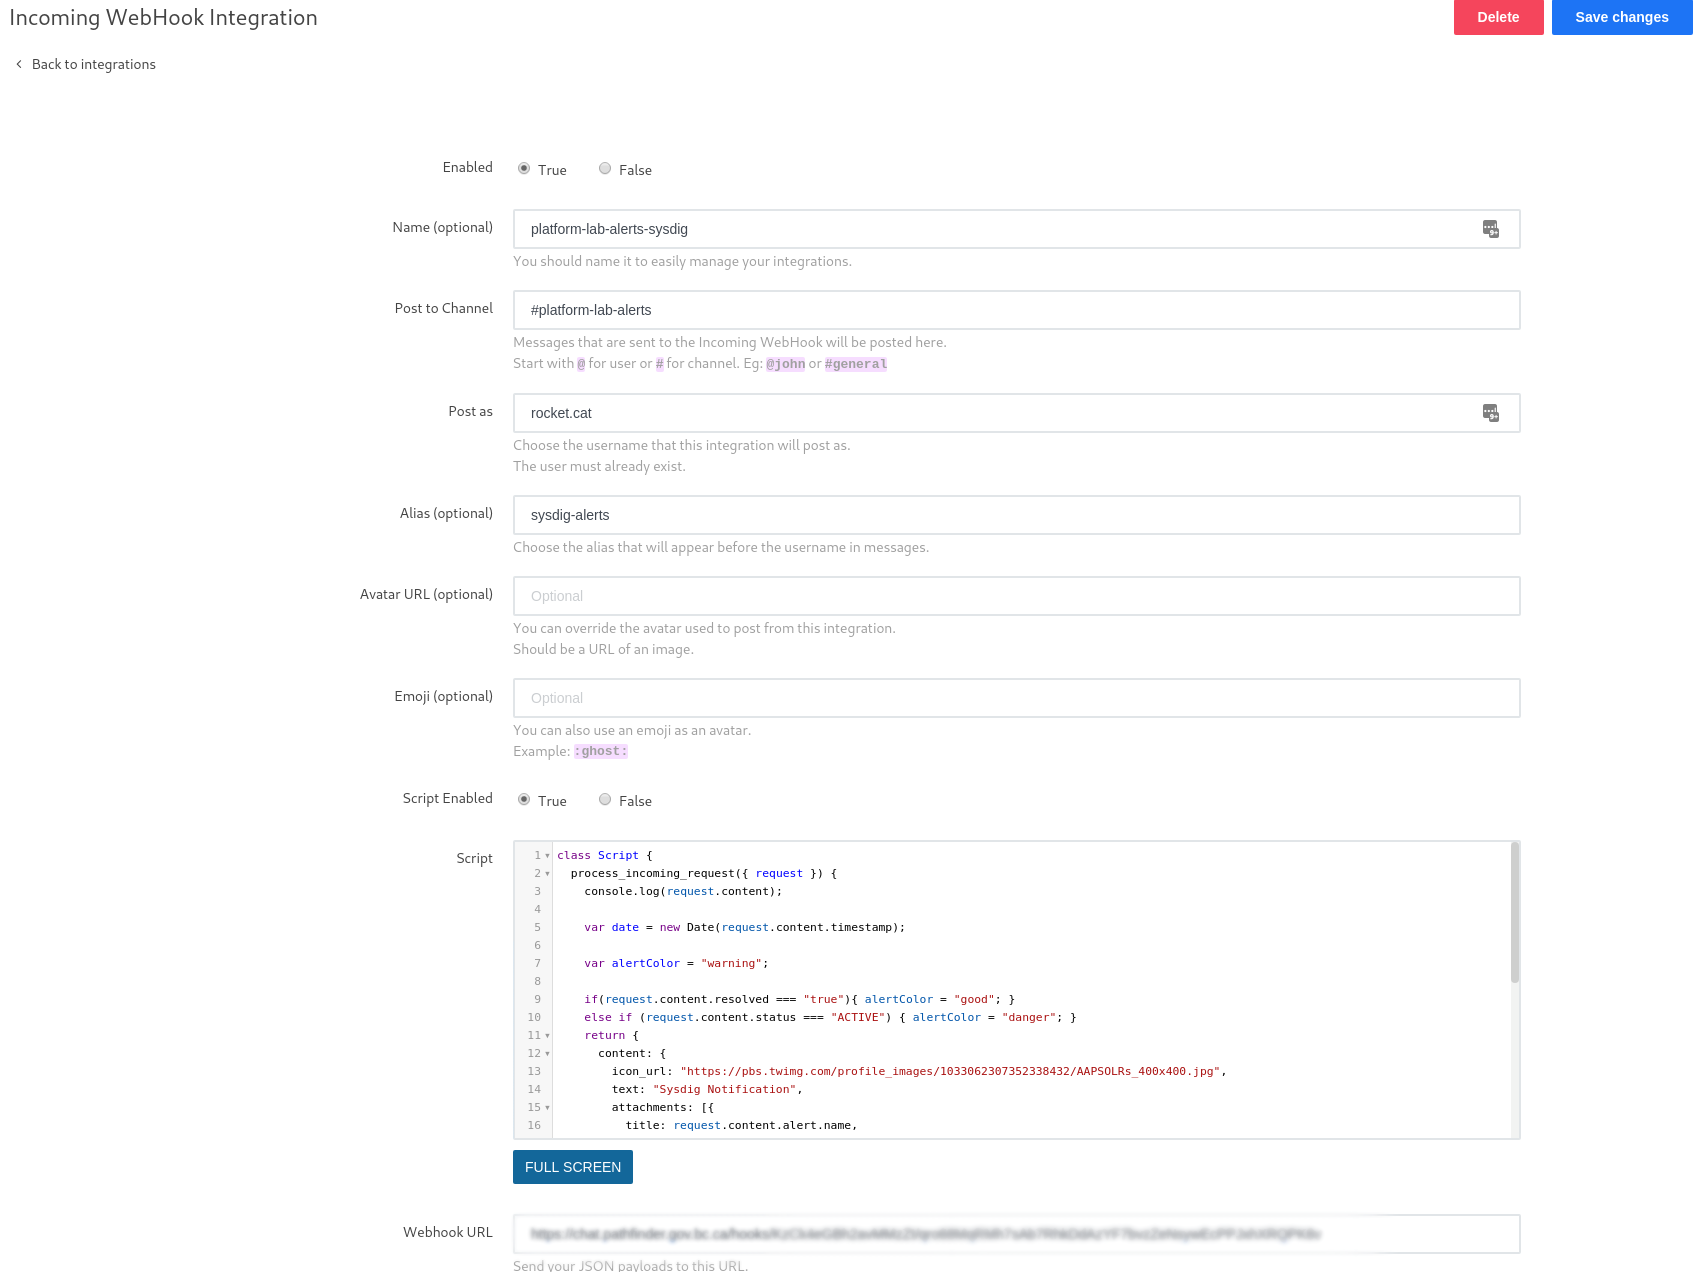 Incoming WebHook Integration
Delete
Save changes
Back to integrations
Enabled
True
False
Name (optional)
platform-lab-alerts-sysdig
You should name it to easily manage your integrations.
Post to Channel
#platform-lab-alerts
Messages that are sent to the Incoming WebHook will be posted here.
Start with @ for user or # for channel. Eg: @john or #general
Post as
rocket.cat
Choose the username that this integration will post as.
The user must already exist.
Alias (optional)
sysdig-alerts
Choose the alias that will appear before the username in messages.
Avatar URL (optional)
Optional
You can override the avatar used to post from this integration.
Should be a URL of an image.
Emoji (optional)
Optional
You can also use an emoji as an avatar.
Example: :ghost:
Script Enabled
True
False
Script
1 class Script {
2 process_incoming_request({ request }) {
3 console.log(request.content);
4
5 var date = new Date(request.content.timestamp);
6
7 var alertColor = "warning";
8
9 if(request.content.resolved === "true"){ alertColor = "good"; }
10 else if (request.content.status === "ACTIVE") { alertColor = "danger"; }
11 return {
12 content: {
13 icon_url: "https://pbs.twimg.com/profile_images/1033062307352338432/AAPSOLRs_400x400.jpg",
14 text: "Sysdig Notification",
15 attachments: [{
16 title: request.content.alert.name,
FULL SCREEN
Webhook URL
Send your JSON payloads to this URL.